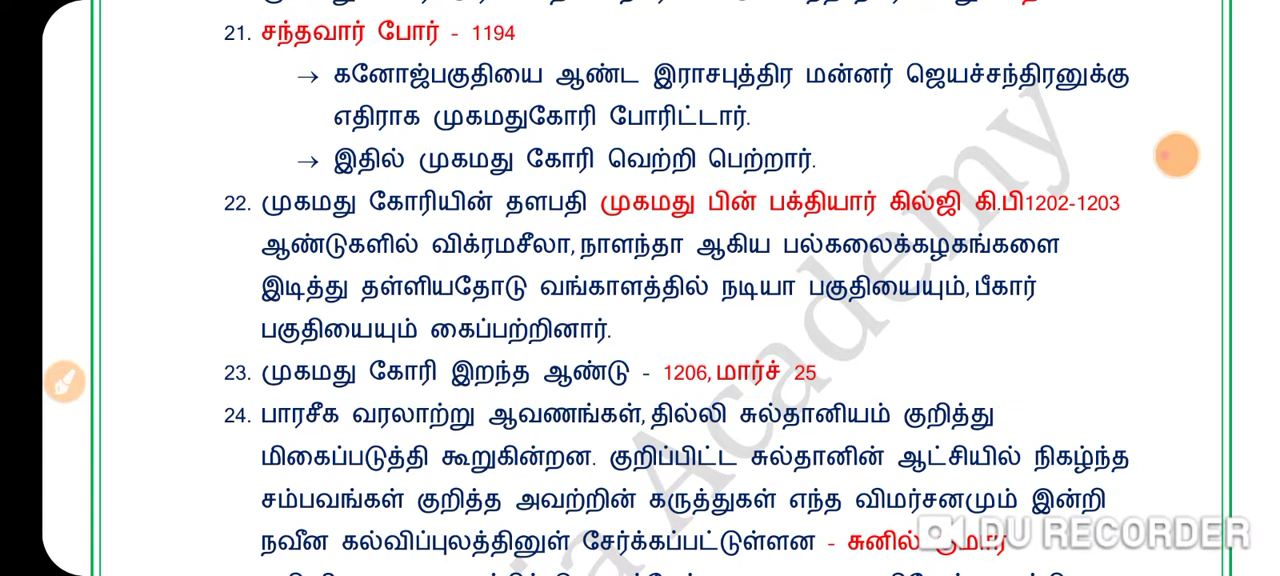 21. சந்தவார் போர் - 1194
→ கனோஜ்பகுதியை ஆண்ட இராசபுத்திர மன்னர் ஜெயச்சந்திரனுக்கு
எதிராக முகமதுகோரி போரிட்டார்.
→ இதில் முகமது கோரி வெற்றி பெற்றார்.
22. முகமது கோரியின் தளபதி முகமது பின் பக்தியார் கில்ஜி கி.பி1202-1203
ஆண்டுகளில் விக்ரமசீலா, நாளந்தா ஆகிய பல்கலைக்கழகங்களை
இடித்து தள்ளியதோடு வங்காளத்தில் நடியா பகுதியையும், பீகார்
பகுதியையும் கைப்பற்றினார்.
23. முகமது கோரி இறந்த ஆண்டு - 1206, மார்ச் 25
24. பாரசீக வரலாற்று ஆவணங்கள், தில்லி சுல்தானியம் குறித்து
மிகைப்படுத்தி கூறுகின்றன. குறிப்பிட்ட சுல்தானின் ஆட்சியில் நிகழ்ந்த
சம்பவங்கள் குறித்த அவற்றின் கருத்துகள் எந்த விமர்சனமும் இன்றி
நவீன கல்விப்புலத்தினுள் சேர்க்கப்பட்டுள்ளன - சுனில் குமார்
DU RECORDER
Academy